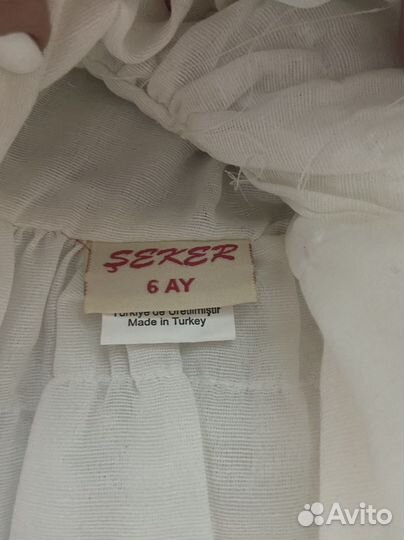 ŞEKER
6 AY
Türkiye'de Üretilmiştir
Made in Turkey
Avito